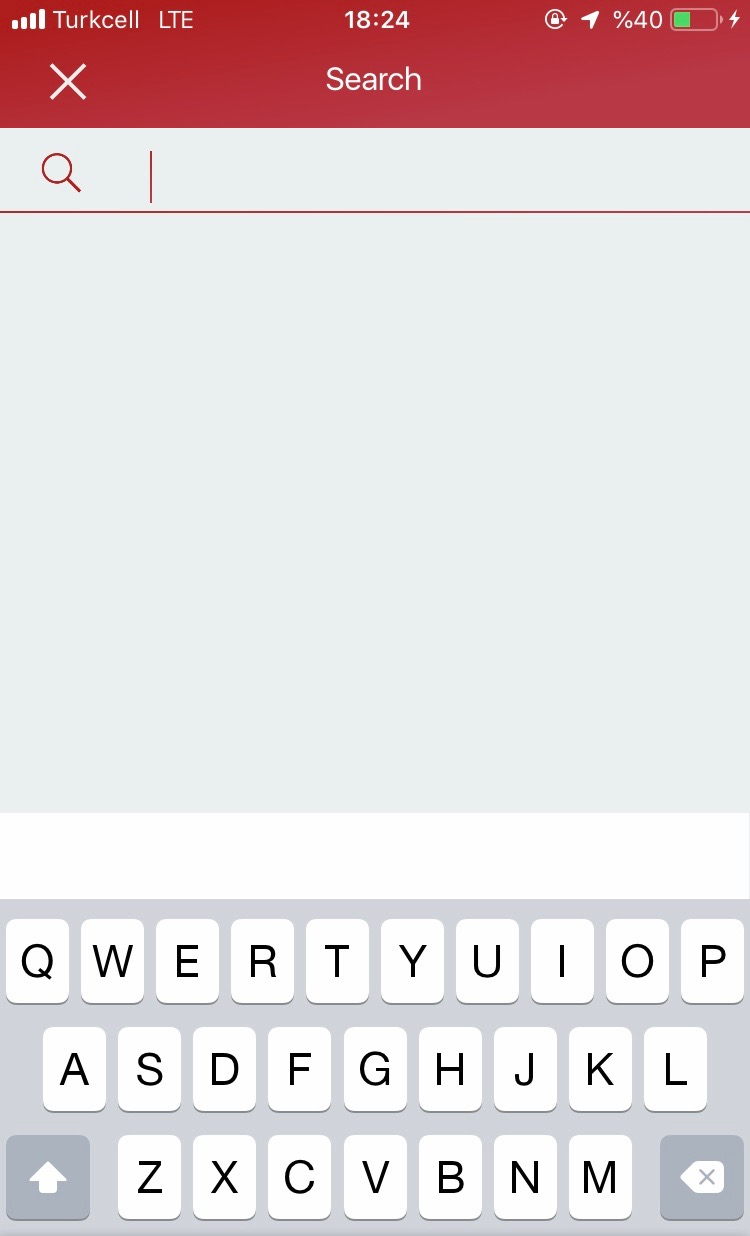 Turkcell LTE 18:24 %40
Search
Q W E R T Y U I O P
A S D F G H J K L
Z X C V B N M